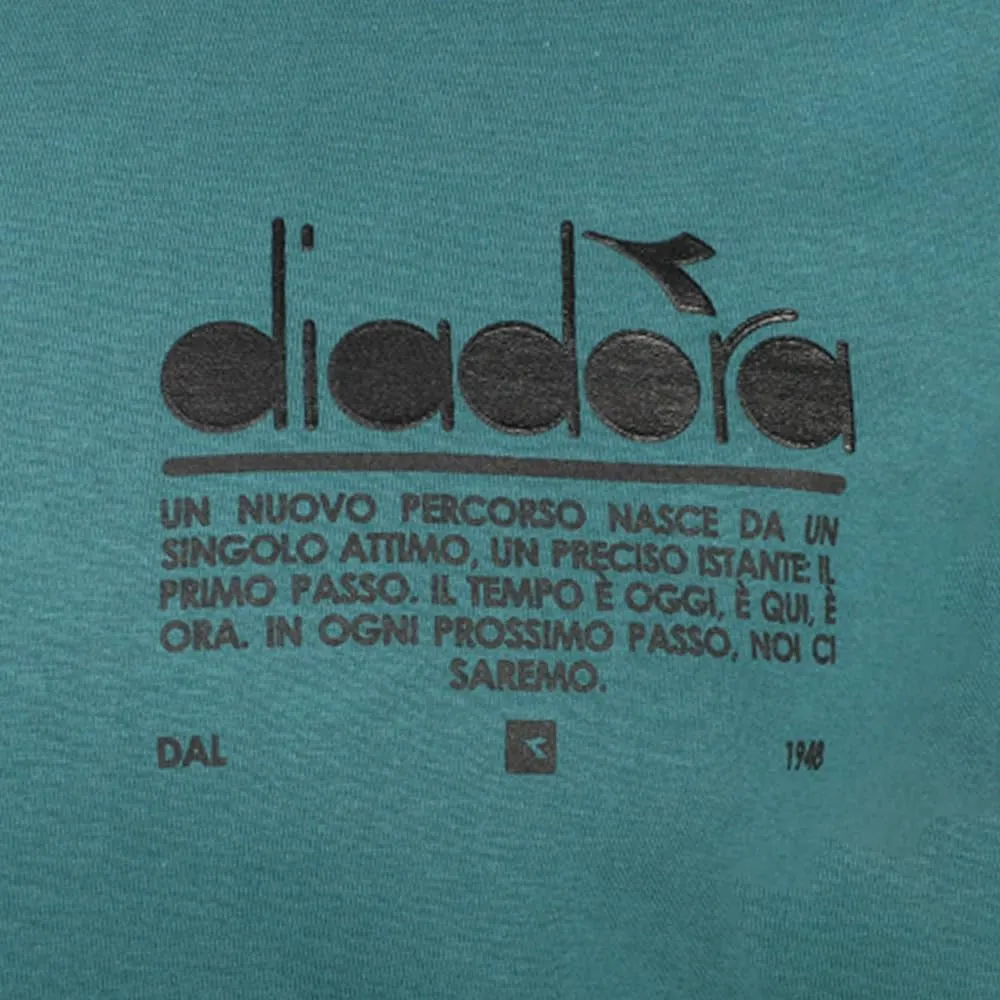 diadora
UN NUOVO PERCORSO NASCE DA UN
SINGOLO ATTIMO, UN PRECISO ISTANTE: IL
PRIMO PASSO. IL TEMPO È OGGI, È QUI, È
ORA. IN OGNI PROSSIMO PASSO, NOI CI
SAREMO.
DAL 1948